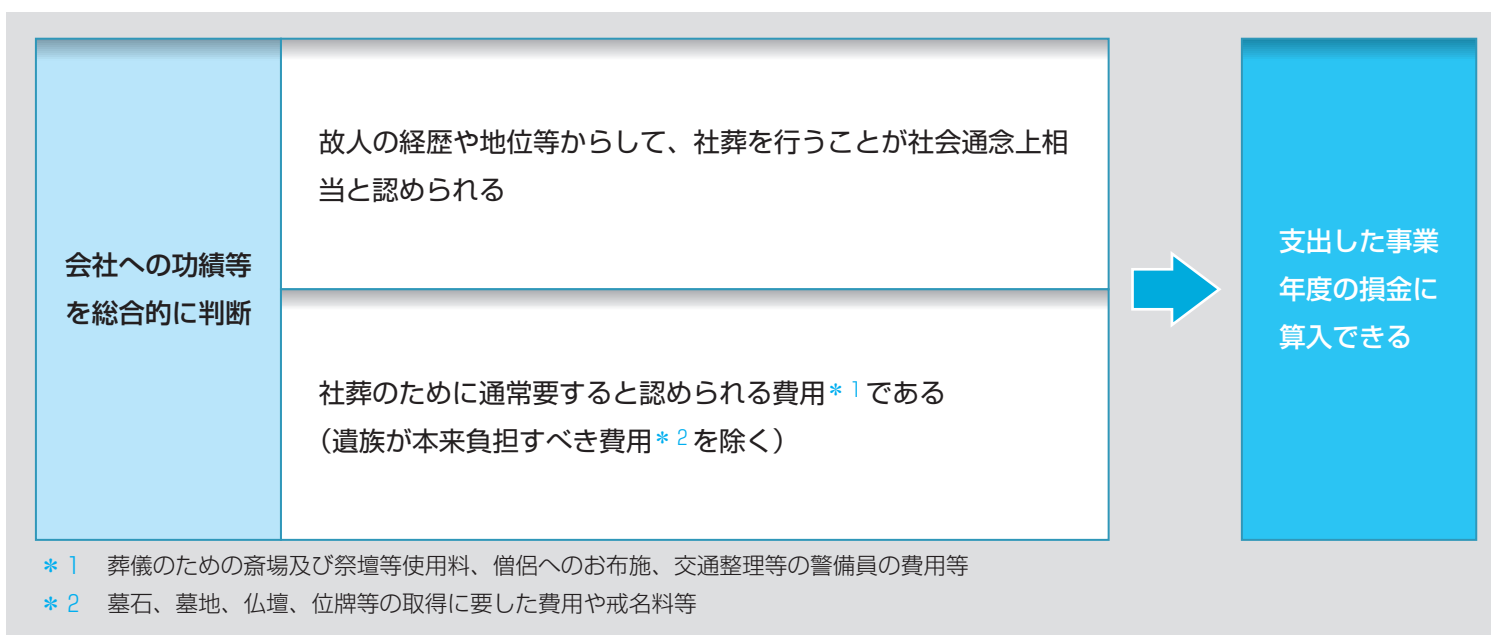 会社への功績等
を総合的に判断
故人の経歴や地位等からして、社葬を行うことが社会通念上相
当と認められる
社葬のために通常要すると認められる費用＊1である
（遺族が本来負担すべき費用＊2を除く）
支出した事業
年度の損金に
算入できる
＊1 葬儀のための斎場及び祭壇等使用料、僧侶へのお布施、交通整理等の警備員の費用等
＊2 墓石、墓地、仏壇、位牌等の取得に要した費用や戒名料等